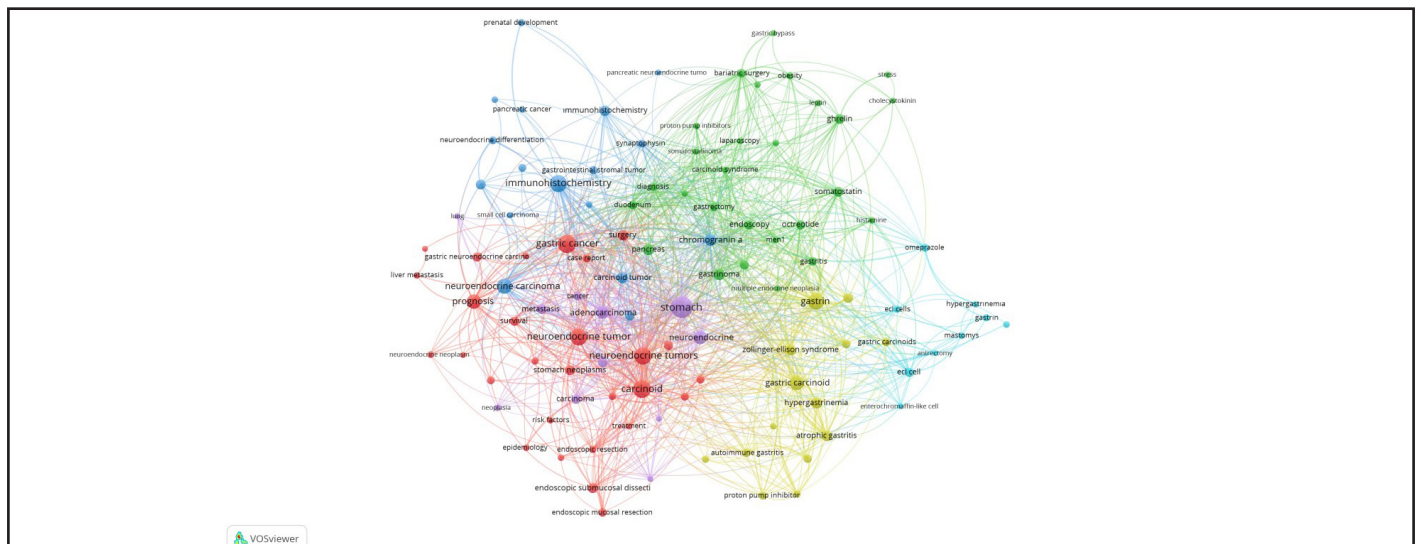 prenatal development
gastric bypass
pancreatic neuroendocrine tumo
bariatric surgery
obesity
stress
leptin
cholecystokinin
pancreatic cancer
immunohistochemistry
ghrelin
proton pump inhibitors
neuroendocrine differentiation
synaptophysin
laparoscopy
somatostatinoma
gastrointestinal stromal tumor
carcinoid syndrome
immunohistochemistry
diagnosis
somatostatin
duodenum
gastrectomy
lung
small cell carcinoma
endoscopy
octreotide
histamine
surgery
gastric cancer
chromogranin a
men1
pancreas
omeprazole
gastric neuroendocrine carcino
case report
gastritis
liver metastasis
carcinoid tumor
gastrinoma
neuroendocrine carcinoma
multiple endocrine neoplasia
cancer
prognosis
metastasis
stomach
gastrin
hypergastrinemia
adenocarcinoma
ecl cells
survival
gastrin
neuroendocrine tumor
neuroendocrine
mastomys
gastric carcinoids
zollinger-ellison syndrome
neuroendocrine neoplasm
neuroendocrine tumors
antrectomy
stomach neoplasms
ecl cell
gastric carcinoid
carcinoid
carcinoma
hypergastrinemia
neoplasia
enterochromaffin-like cell
risk factors
treatment
atrophic gastritis
epidemiology
endoscopic resection
autoimmune gastritis
endoscopic submucosal dissecti
proton pump inhibitor
endoscopic mucosal resection
VOSviewer